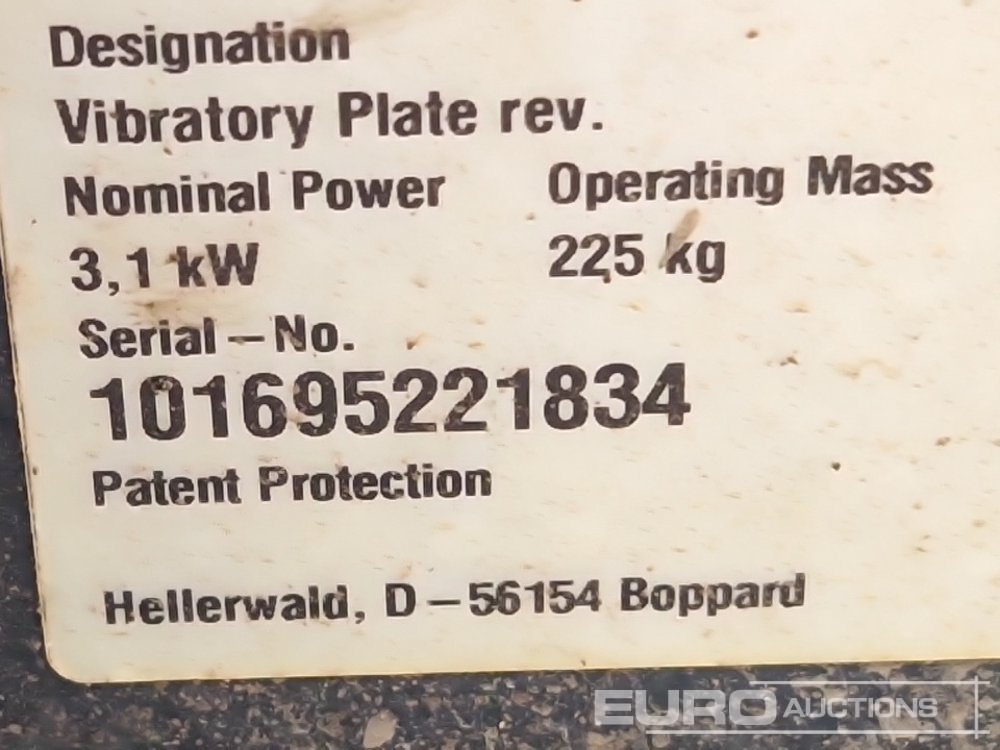 Designation
Vibratory Plate rev.
Nominal Power Operating Mass
3,1 kW 225 kg
Serial-No.
101695221834
Patent Protection
Hellerwald, D-56154 Boppard
EURO AUCTIONS